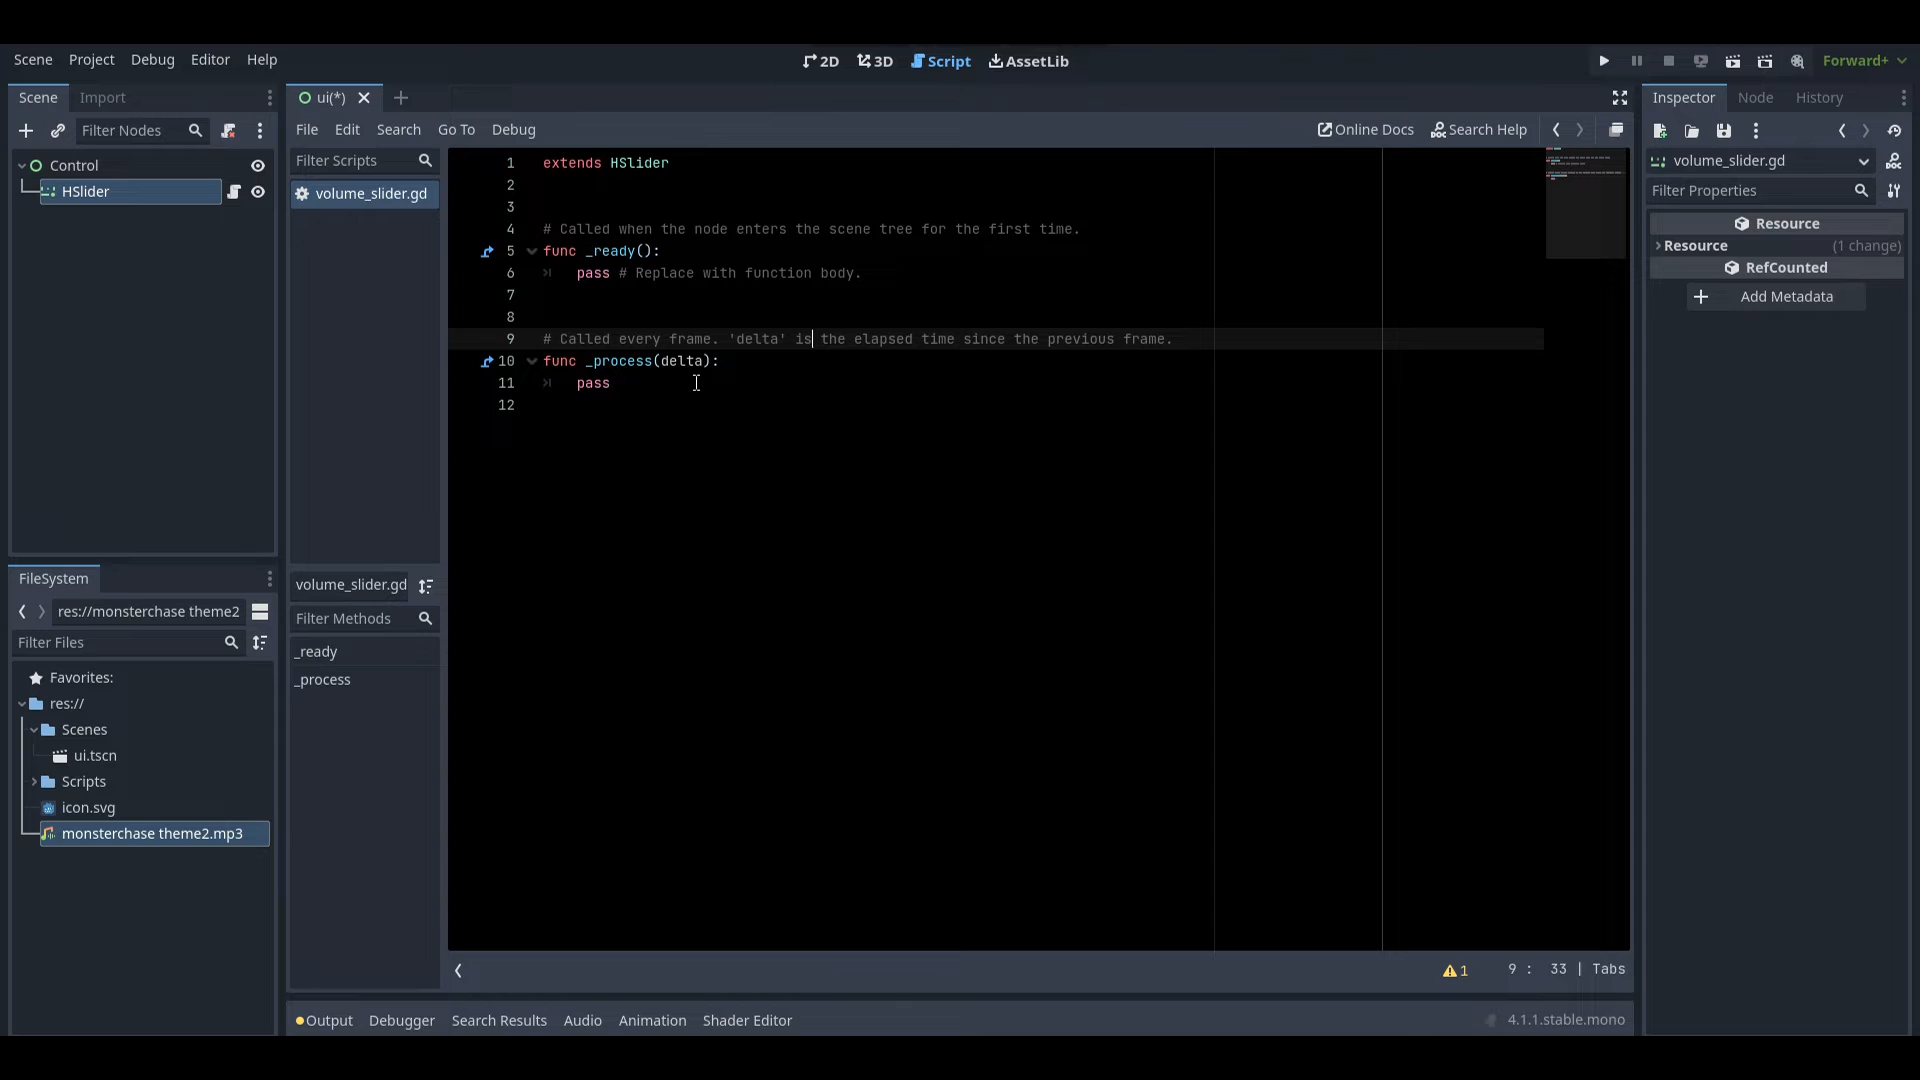 Scene Project Debug Editor Help
2D 3D Script AssetLib
Forward+
Scene Import
Filter Nodes
Control
HSlider
FileSystem
res://monsterchase theme2
Filter Files
Favorites:
res://
Scenes
ui.tscn
Scripts
icon.svg
monsterchase theme2.mp3
ui(*)
File Edit Search Go To Debug
Online Docs Search Help
Filter Scripts
volume_slider.gd
volume_slider.gd
Filter Methods
_ready
_process
1 extends HSlider
2
3
4 # Called when the node enters the scene tree for the first time.
5 func _ready():
6 pass # Replace with function body.
7
8
9 # Called every frame. 'delta' is the elapsed time since the previous frame.
10 func _process(delta):
11 pass
12
1 9 : 33 | Tabs
Output Debugger Search Results Audio Animation Shader Editor
4.1.1.stable.mono
Inspector Node History
volume_slider.gd
Filter Properties
Resource
Resource (1 change)
RefCounted
Add Metadata